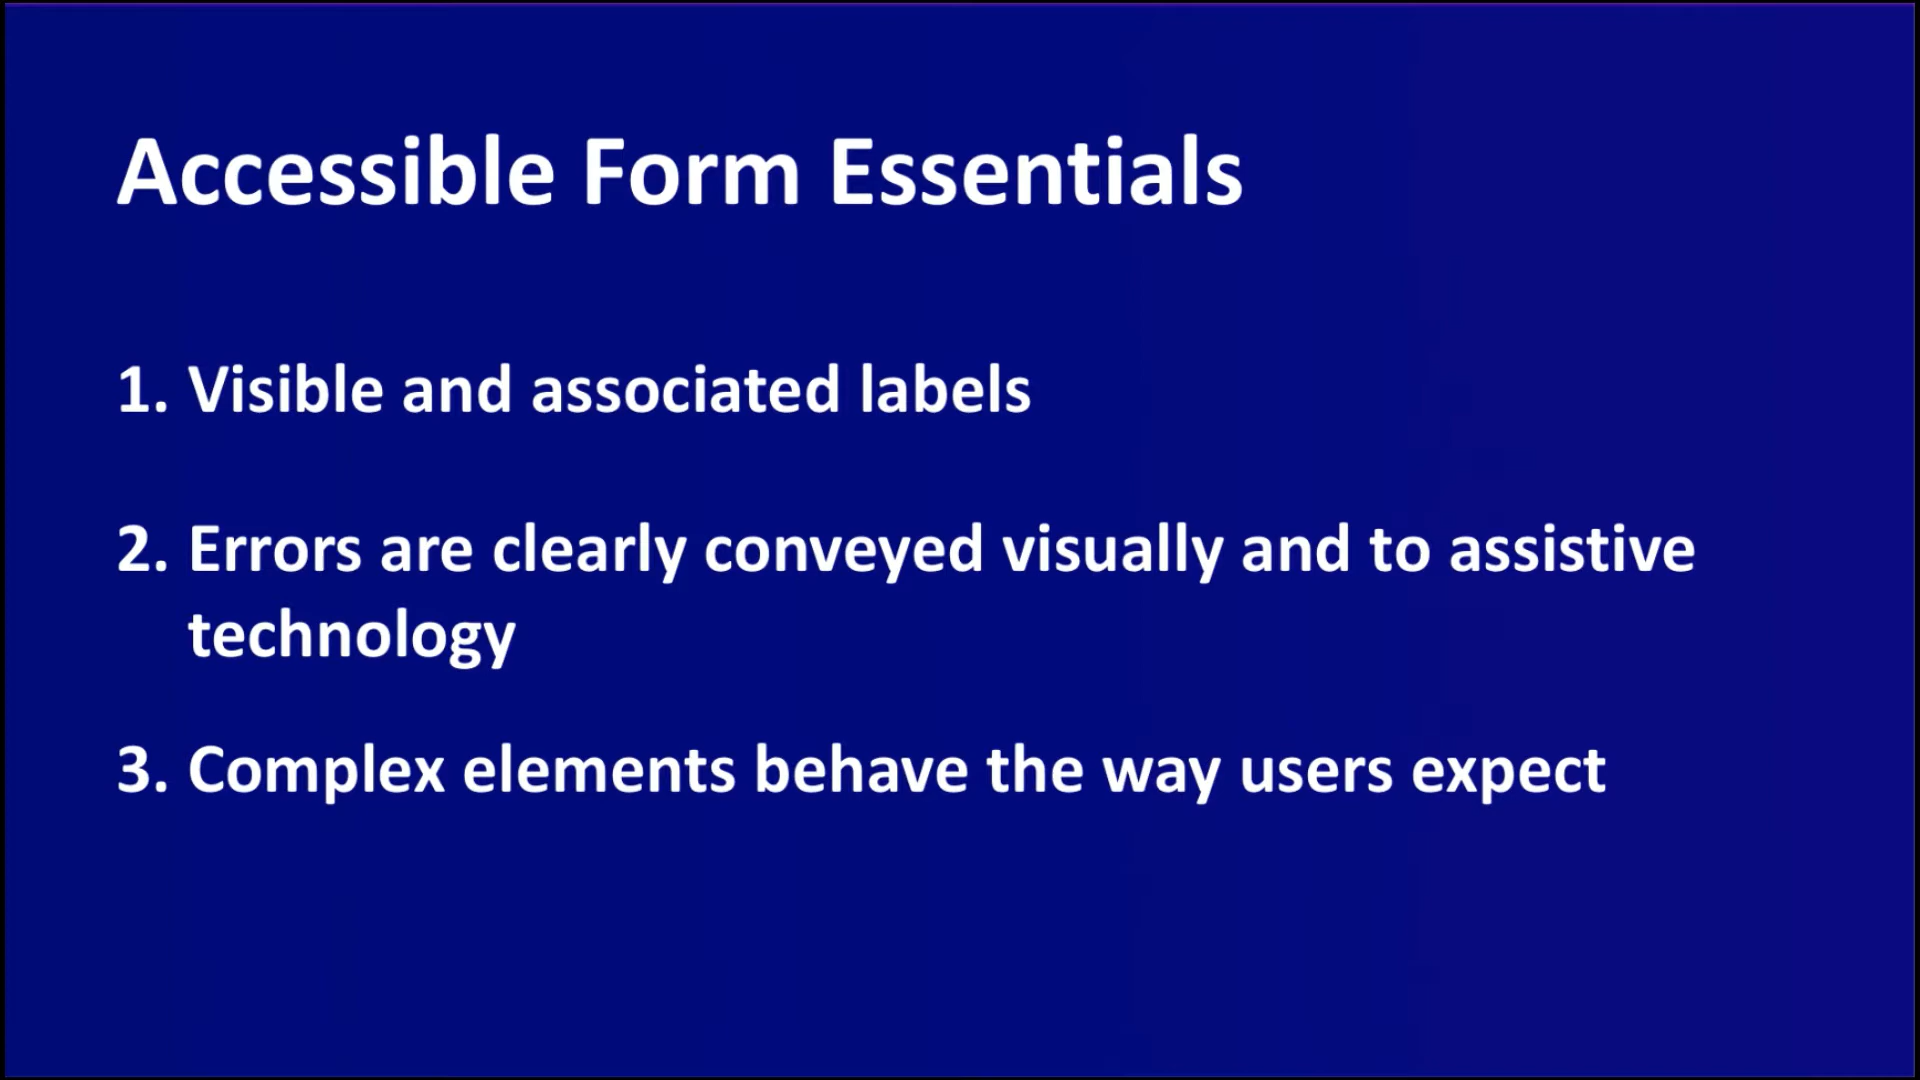 Accessible Form Essentials
1. Visible and associated labels
2. Errors are clearly conveyed visually and to assistive
technology
3. Complex elements behave the way users expect